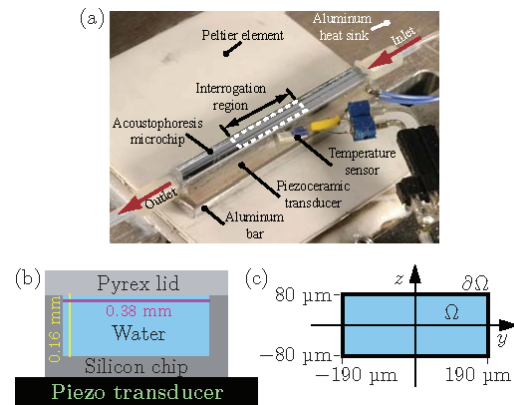 (a)
Aluminum
heat sink
Peltier element
Inlet
Interrogation
region
Acoustophoresis
microchip
Temperature
sensor
Piezoceramic
transducer
Outlet
Aluminum
bar
(b)
Pyrex lid
0.38 mm
0.16 mm
Water
Silicon chip
Piezo transducer
(c)
z
∂Ω
80 µm
Ω
y
−80 µm
−190 µm
190 µm